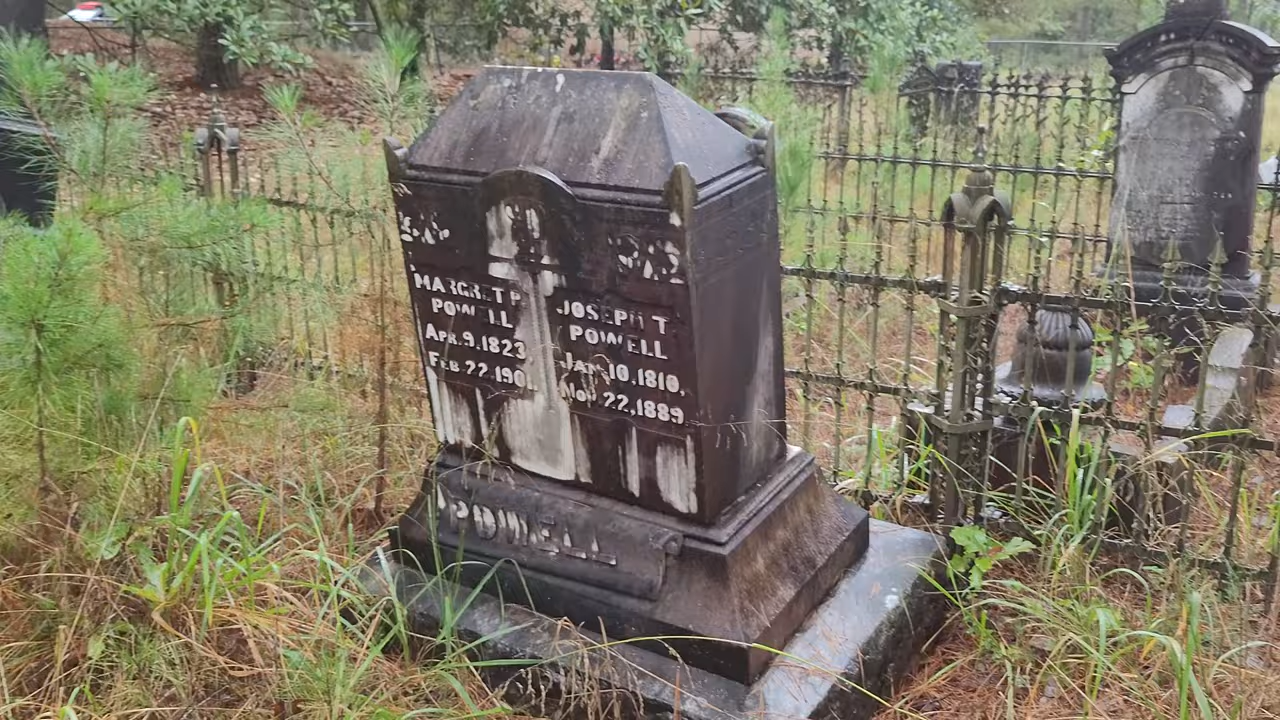 MARGRET P.
POWELL
APR.9.1823,
FEB.22.190
JOSEPH T.
POWELL
JAN.10,1810,
NOV.22,1889.
POWELL